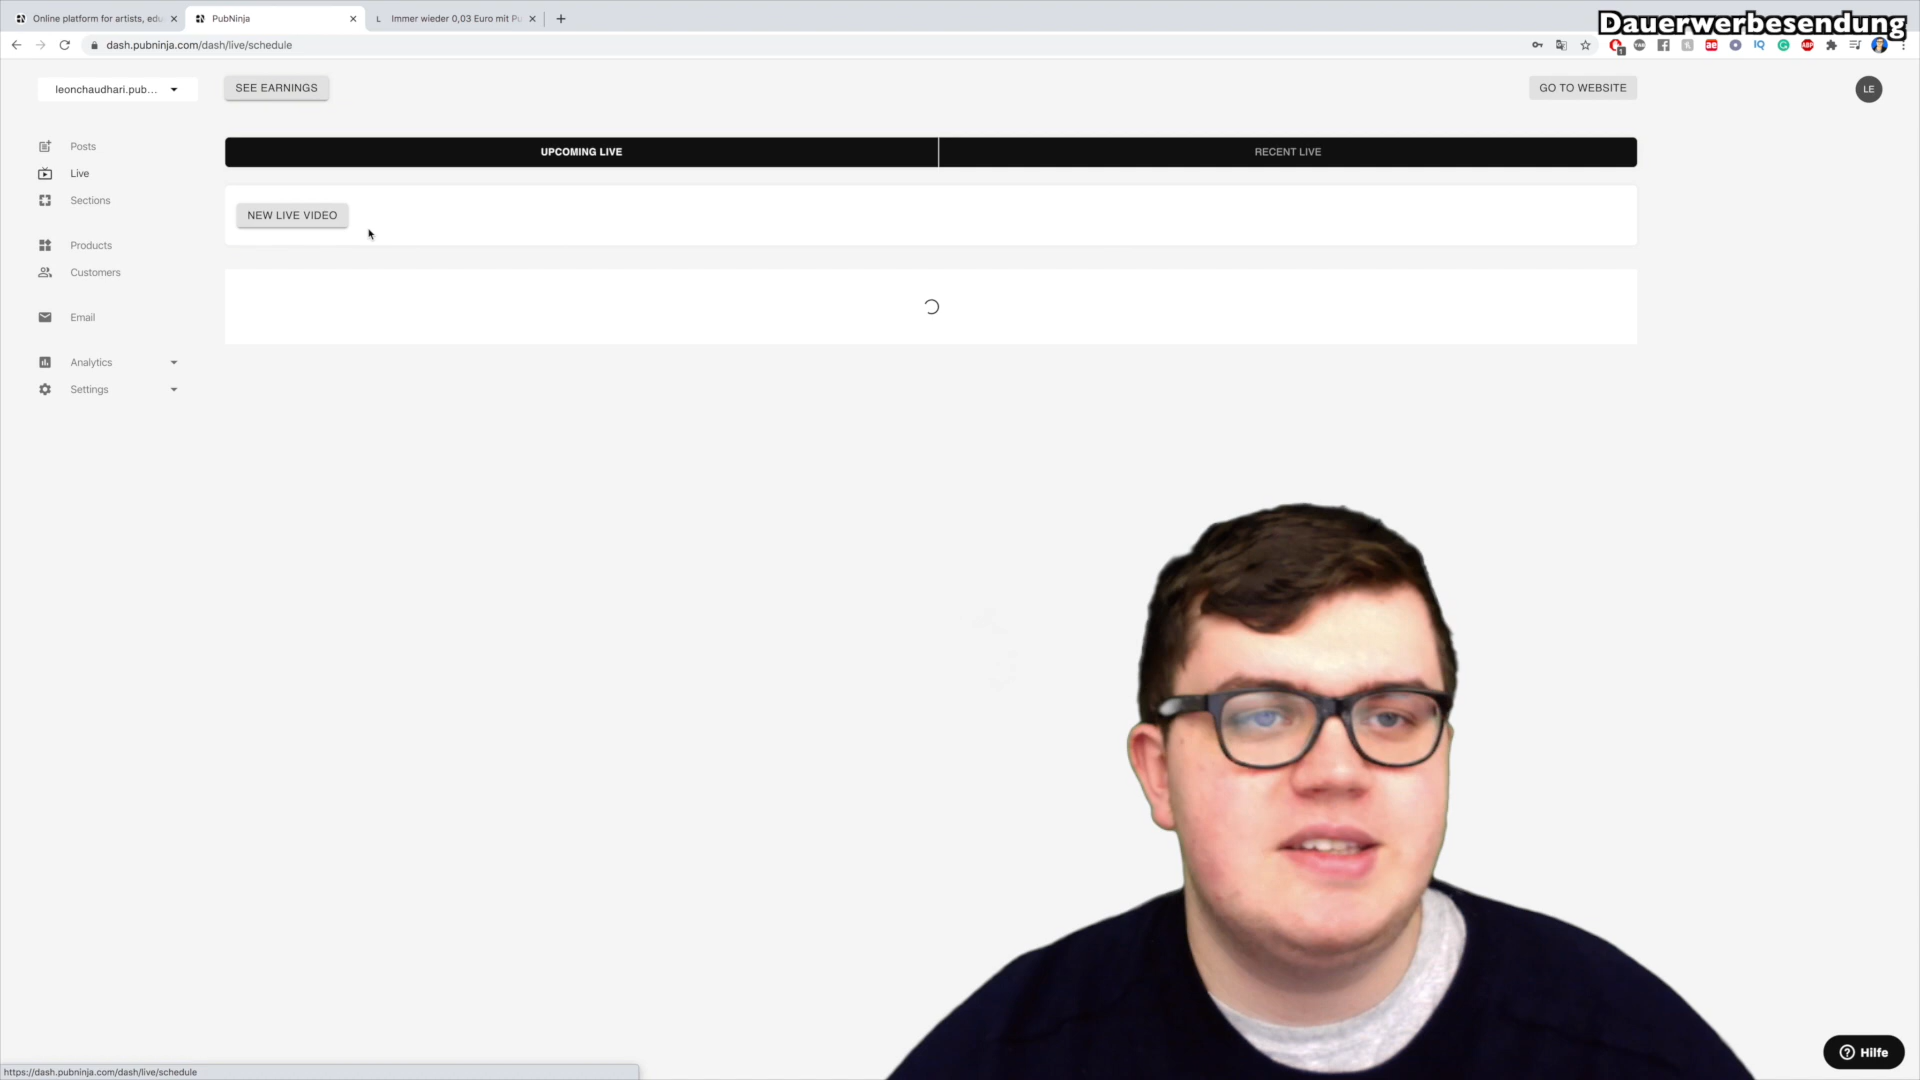 Online platform for artists, edu
PubNinja
L
Immer wieder 0,03 Euro mit Pu
Dauerwerbesendung
dash.pubninja.com/dash/live/schedule
leonchaudhari.pub...
SEE EARNINGS
GO TO WEBSITE
LE
UPCOMING LIVE
RECENT LIVE
Posts
Live
Sections
NEW LIVE VIDEO
Products
Customers
Email
Analytics
Settings
Hilfe
https://dash.pubninja.com/dash/live/schedule